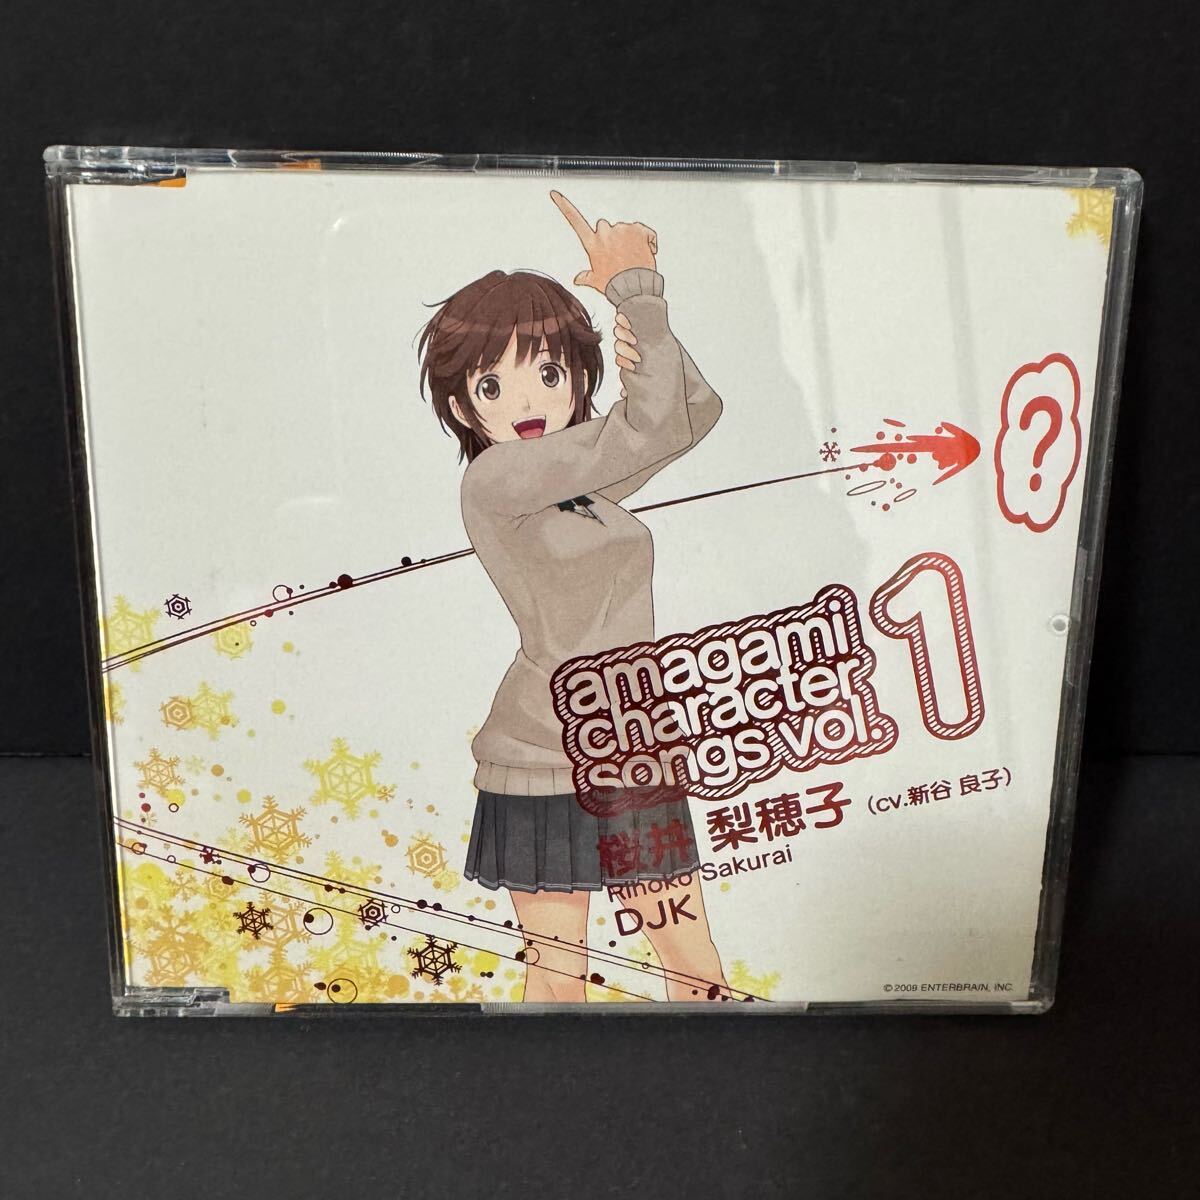 ?
amagami
character
songs vol. 1
桜井 梨穂子 (cv.新谷 良子)
Rihoko Sakurai
DJK
© 2009 ENTERBRAIN, INC.